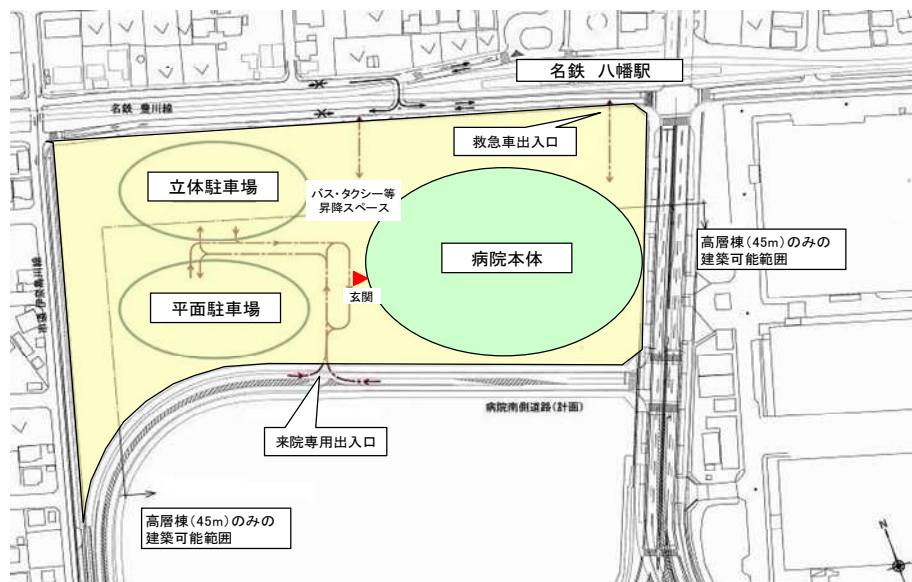 名鉄 八幡駅
名鉄 豊川線
救急車出入口
立体駐車場
バス・タクシー等
昇降スペース
高層棟(45m)のみの
建築可能範囲
病院本体
玄関
平面駐車場
病院南側道路(計画)
来院専用出入口
高層棟(45m)のみの
建築可能範囲
N